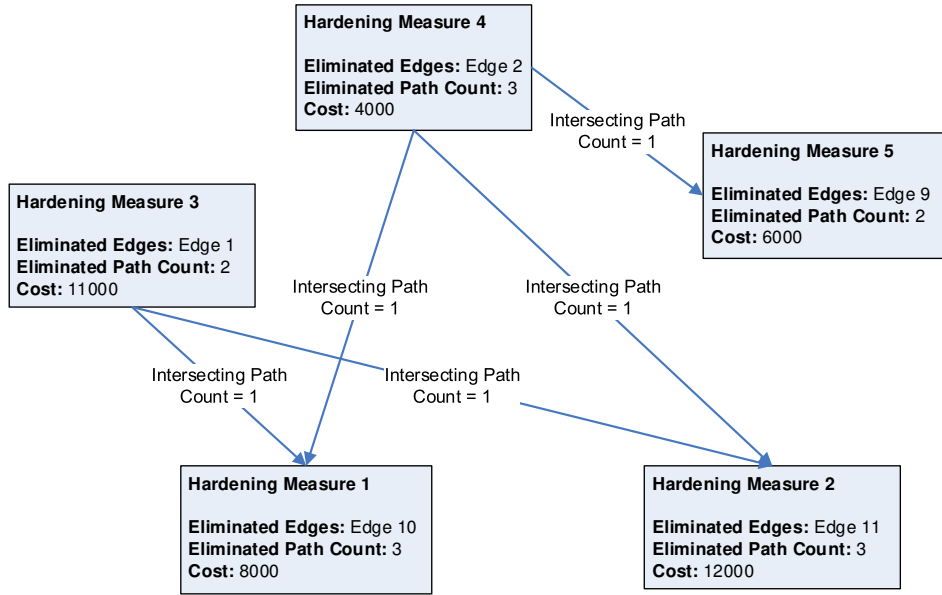 Hardening Measure 4
Eliminated Edges: Edge 2
Eliminated Path Count: 3
Cost: 4000
Intersecting Path
Count = 1
Hardening Measure 5
Eliminated Edges: Edge 9
Eliminated Path Count: 2
Cost: 6000
Hardening Measure 3
Eliminated Edges: Edge 1
Eliminated Path Count: 2
Cost: 11000
Intersecting Path
Count = 1
Intersecting Path
Count = 1
Intersecting Path
Count = 1
Intersecting Path
Count = 1
Hardening Measure 1
Eliminated Edges: Edge 10
Eliminated Path Count: 3
Cost: 8000
Hardening Measure 2
Eliminated Edges: Edge 11
Eliminated Path Count: 3
Cost: 12000